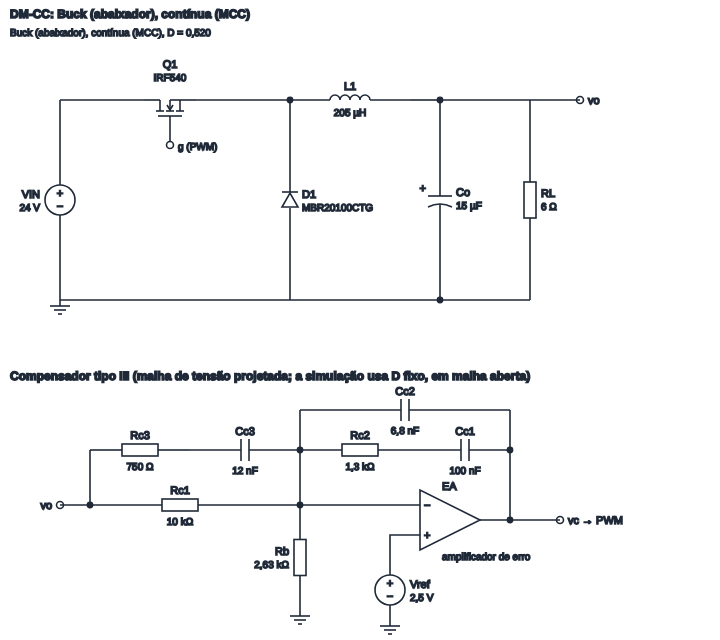 DM-CC: Buck (abaixador), contínua (MCC)
Buck (abaixador), contínua (MCC), D = 0,520
Q1
IRF540
g (PWM)
L1
205 µH
vo
VIN
24 V
+
−
D1
MBR20100CTG
+
Co
15 µF
RL
6 Ω
Compensador tipo III (malha de tensão projetada; a simulação usa D fixo, em malha aberta)
Cc2
6,8 nF
Rc3
750 Ω
Cc3
12 nF
Rc2
1,3 kΩ
Cc1
100 nF
vo
Rc1
10 kΩ
EA
−
+
vc → PWM
amplificador de erro
Rb
2,63 kΩ
+
−
Vref
2,5 V